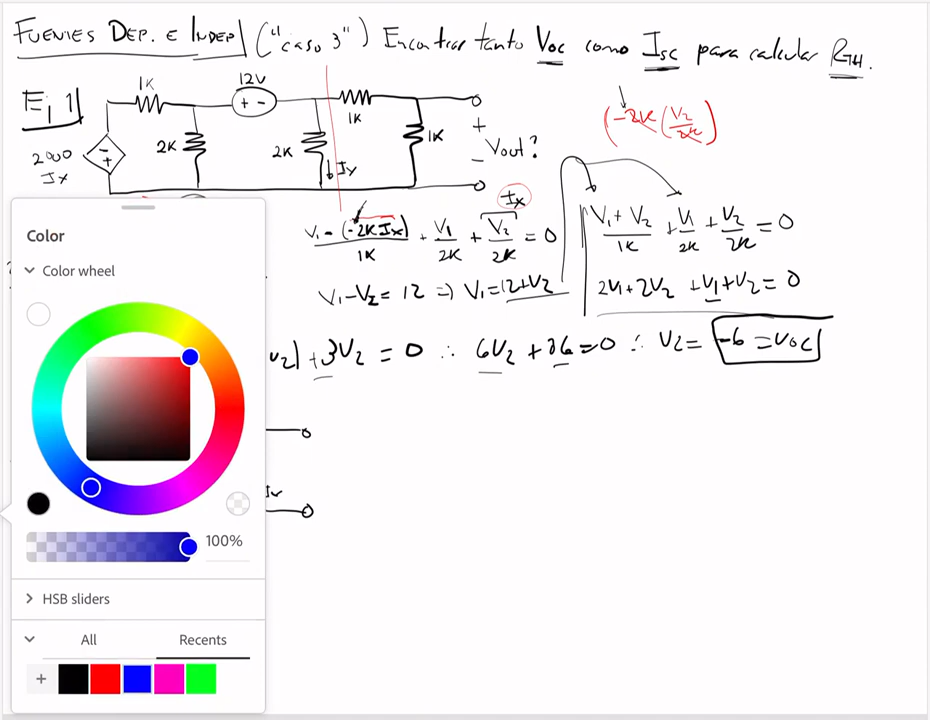 FUENTES DEP. E INDEP ("caso 3") Encontrar tanto Voc como Isc para calcular RTH.
Ej 1
1K
12V
+ -
1K
1K
2K
2K
2000
Ix
- +
Ix
+
-
Vout?
(-2K(V2/2K))
Ix
V1-(-2KIx)/1K + V1/2K + V2/2K = 0
V1+V2/1K + V1/2K + V2/2K = 0
V1-V2= 12 => V1=12+V2
2V1+2V2 +V1+V2 = 0
V2) +3V2 = 0 ∴ 6V2 +36=0 ∴ V2= -6 =Voc
Ix
Color
Color wheel
100%
HSB sliders
All
Recents
+